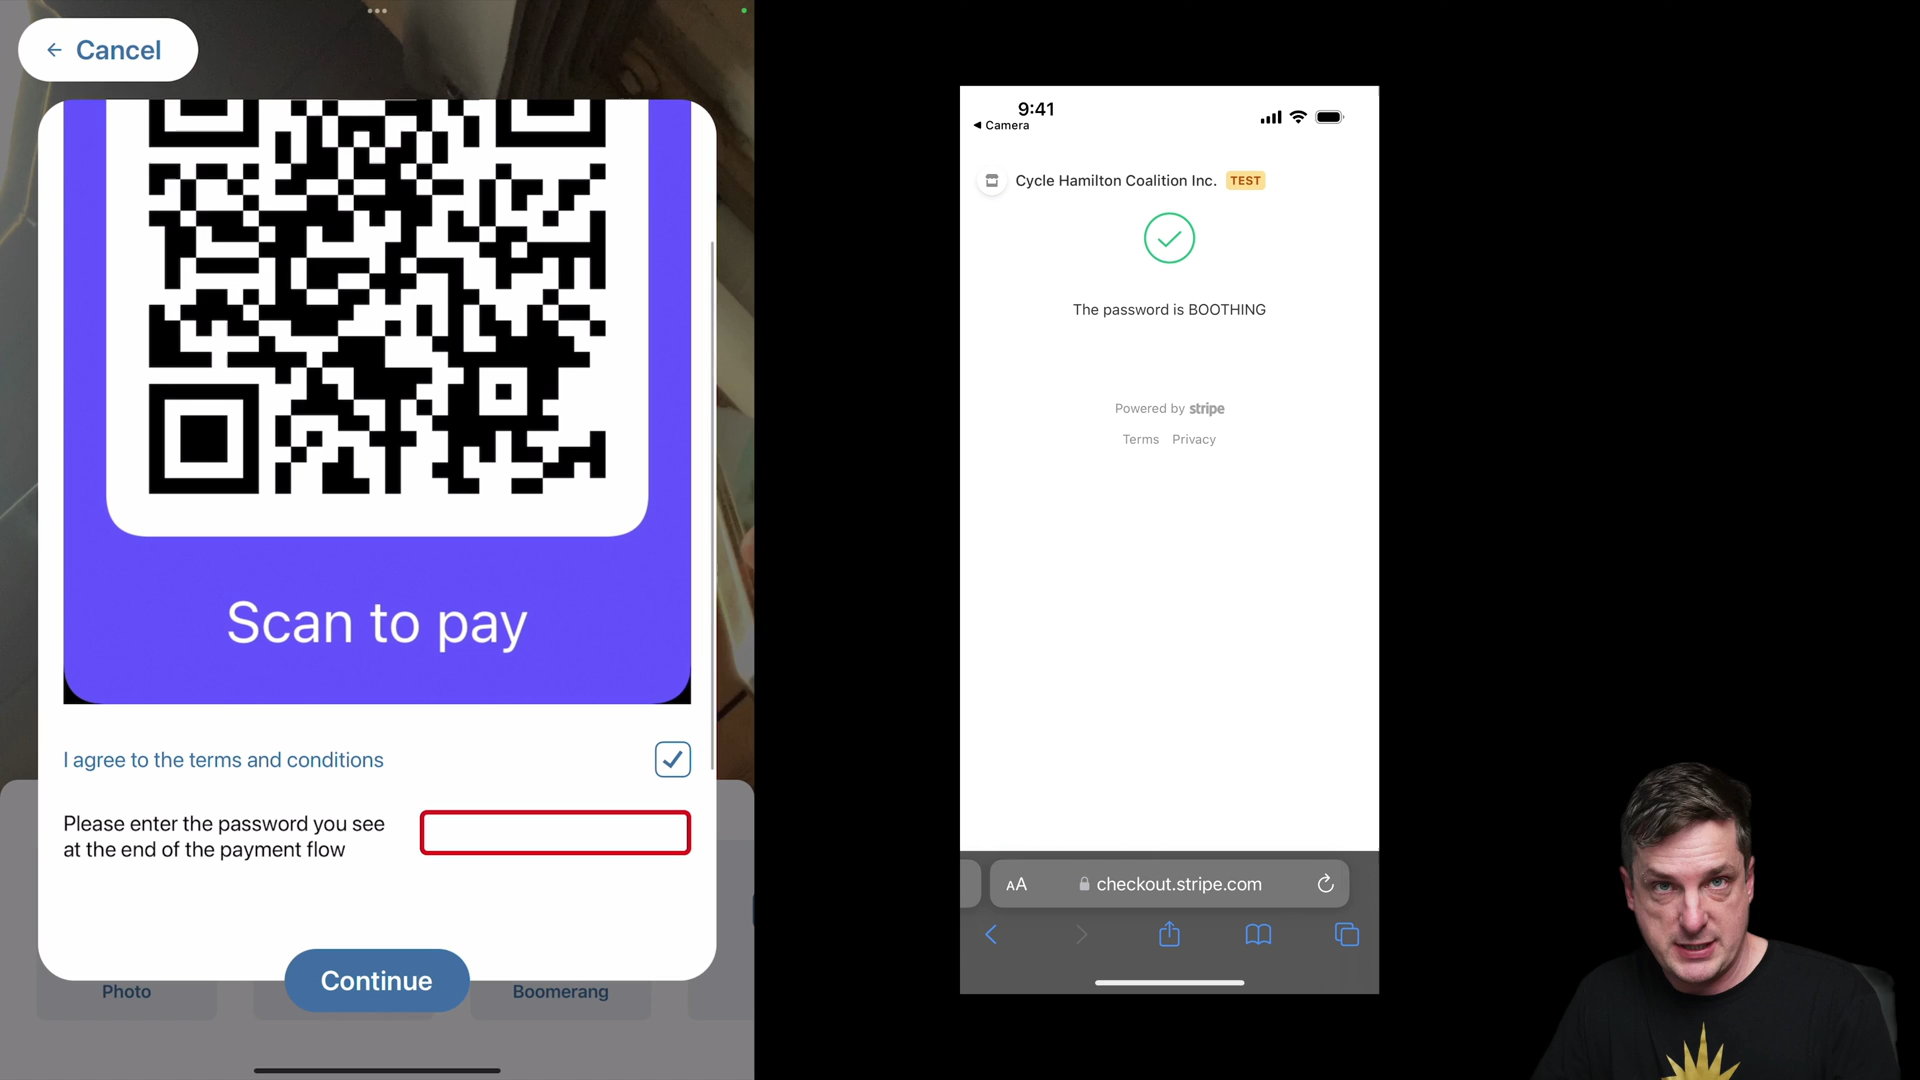 Cancel
Scan to pay
I agree to the terms and conditions
Please enter the password you see
at the end of the payment flow
Continue
Photo
Boomerang
9:41
Camera
Cycle Hamilton Coalition Inc. TEST
The password is BOOTHING
Powered by stripe
Terms Privacy
AA checkout.stripe.com